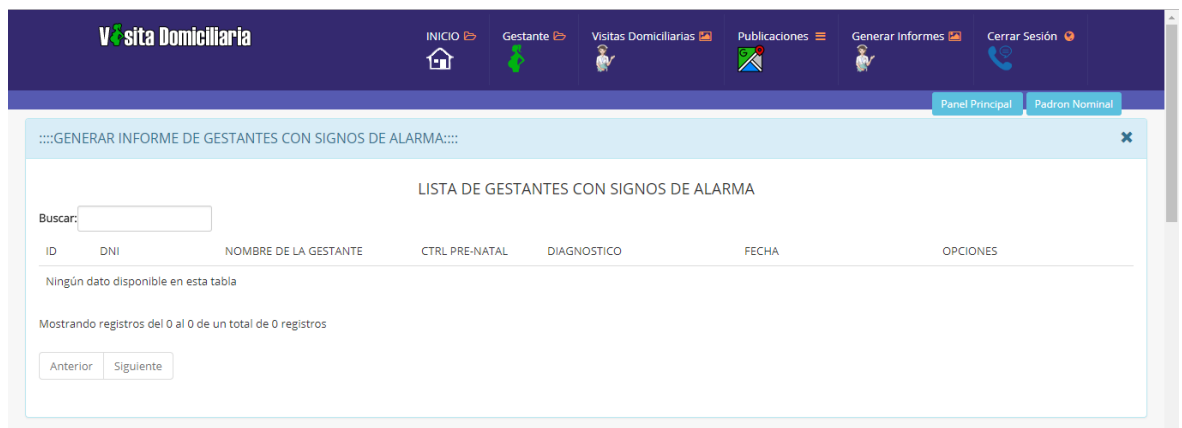 Visita Domiciliaria
INICIO
Gestante
Visitas Domiciliarias
Publicaciones
Generar Informes
Cerrar Sesión
Panel Principal
Padron Nominal
::::GENERAR INFORME DE GESTANTES CON SIGNOS DE ALARMA::::
LISTA DE GESTANTES CON SIGNOS DE ALARMA
Buscar:
ID DNI NOMBRE DE LA GESTANTE CTRL PRE-NATAL DIAGNOSTICO FECHA OPCIONES
Ningún dato disponible en esta tabla
Mostrando registros del 0 al 0 de un total de 0 registros
Anterior Siguiente